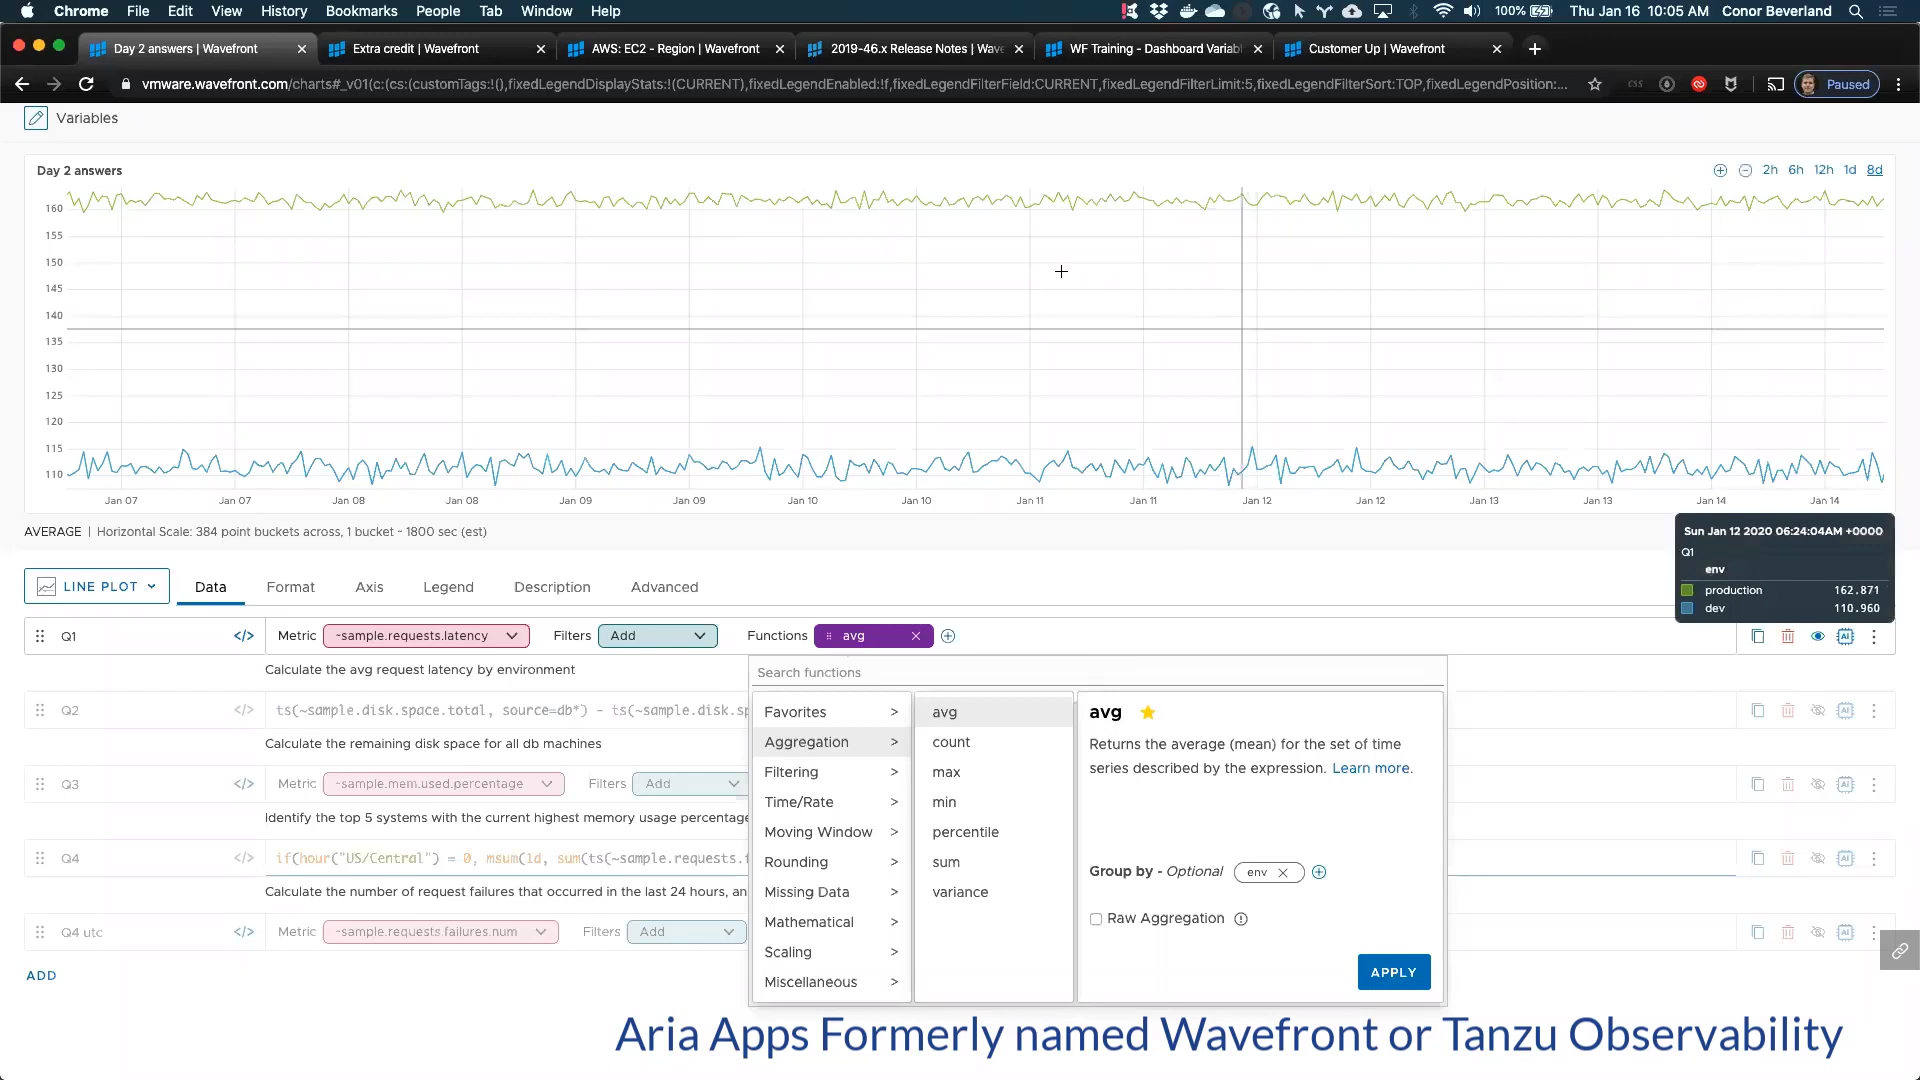 Chrome File Edit View History Bookmarks People Tab Window Help 100% Thu Jan 16 10:05 AM Conor Beverland
Day 2 answers | Wavefront Extra credit | Wavefront AWS: EC2 - Region | Wavefront 2019-46.x Release Notes | Wav WF Training - Dashboard Variabl Customer Up | Wavefront
vmware.wavefront.com/charts#_v01(c:(cs:(customTags:!(),fixedLegendDisplayStats:!(CURRENT),fixedLegendEnabled:!f,fixedLegendFilterField:CURRENT,fixedLegendFilterLimit:5,fixedLegendFilterSort:TOP,fixedLegendPosition:... css Paused
Variables
Day 2 answers 2h 6h 12h 1d 8d
160
155
150
145
140
135
130
125
120
115
110
Jan 07 Jan 07 Jan 08 Jan 08 Jan 09 Jan 09 Jan 10 Jan 10 Jan 11 Jan 11 Jan 12 Jan 12 Jan 13 Jan 13 Jan 14 Jan 14
AVERAGE | Horizontal Scale: 384 point buckets across, 1 bucket ~ 1800 sec (est)
Sun Jan 12 2020 06:24:04AM +0000
Q1
env
production 162.871
dev 110.960
LINE PLOT Data Format Axis Legend Description Advanced
Q1 </> Metric ~sample.requests.latency Filters Add Functions avg AI
Calculate the avg request latency by environment
Q2 </> ts(~sample.disk.space.total, source=db*) - ts(~sample.disk.sp AI
Calculate the remaining disk space for all db machines
Q3 </> Metric ~sample.mem.used.percentage Filters Add AI
Identify the top 5 systems with the current highest memory usage percentage
Q4 </> if(hour("US/Central") = 0, msum(1d, sum(ts(~sample.requests.f AI
Calculate the number of request failures that occurred in the last 24 hours, an
Q4 utc </> Metric ~sample.requests.failures.num Filters Add AI
ADD
Search functions
Favorites >
Aggregation >
Filtering >
Time/Rate >
Moving Window >
Rounding >
Missing Data >
Mathematical >
Scaling >
Miscellaneous >
avg
count
max
min
percentile
sum
variance
avg
Returns the average (mean) for the set of time
series described by the expression. Learn more.
Group by - Optional env
Raw Aggregation
APPLY
Aria Apps Formerly named Wavefront or Tanzu Observability